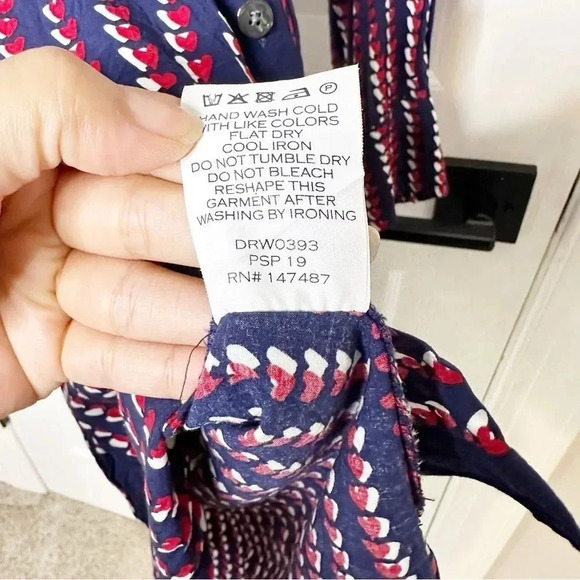 HAND WASH COLD
WITH LIKE COLORS
FLAT DRY
COOL IRON
DO NOT TUMBLE DRY
DO NOT BLEACH
RESHAPE THIS
GARMENT AFTER
WASHING BY IRONING
DRW0393
PSP 19
RN# 147487